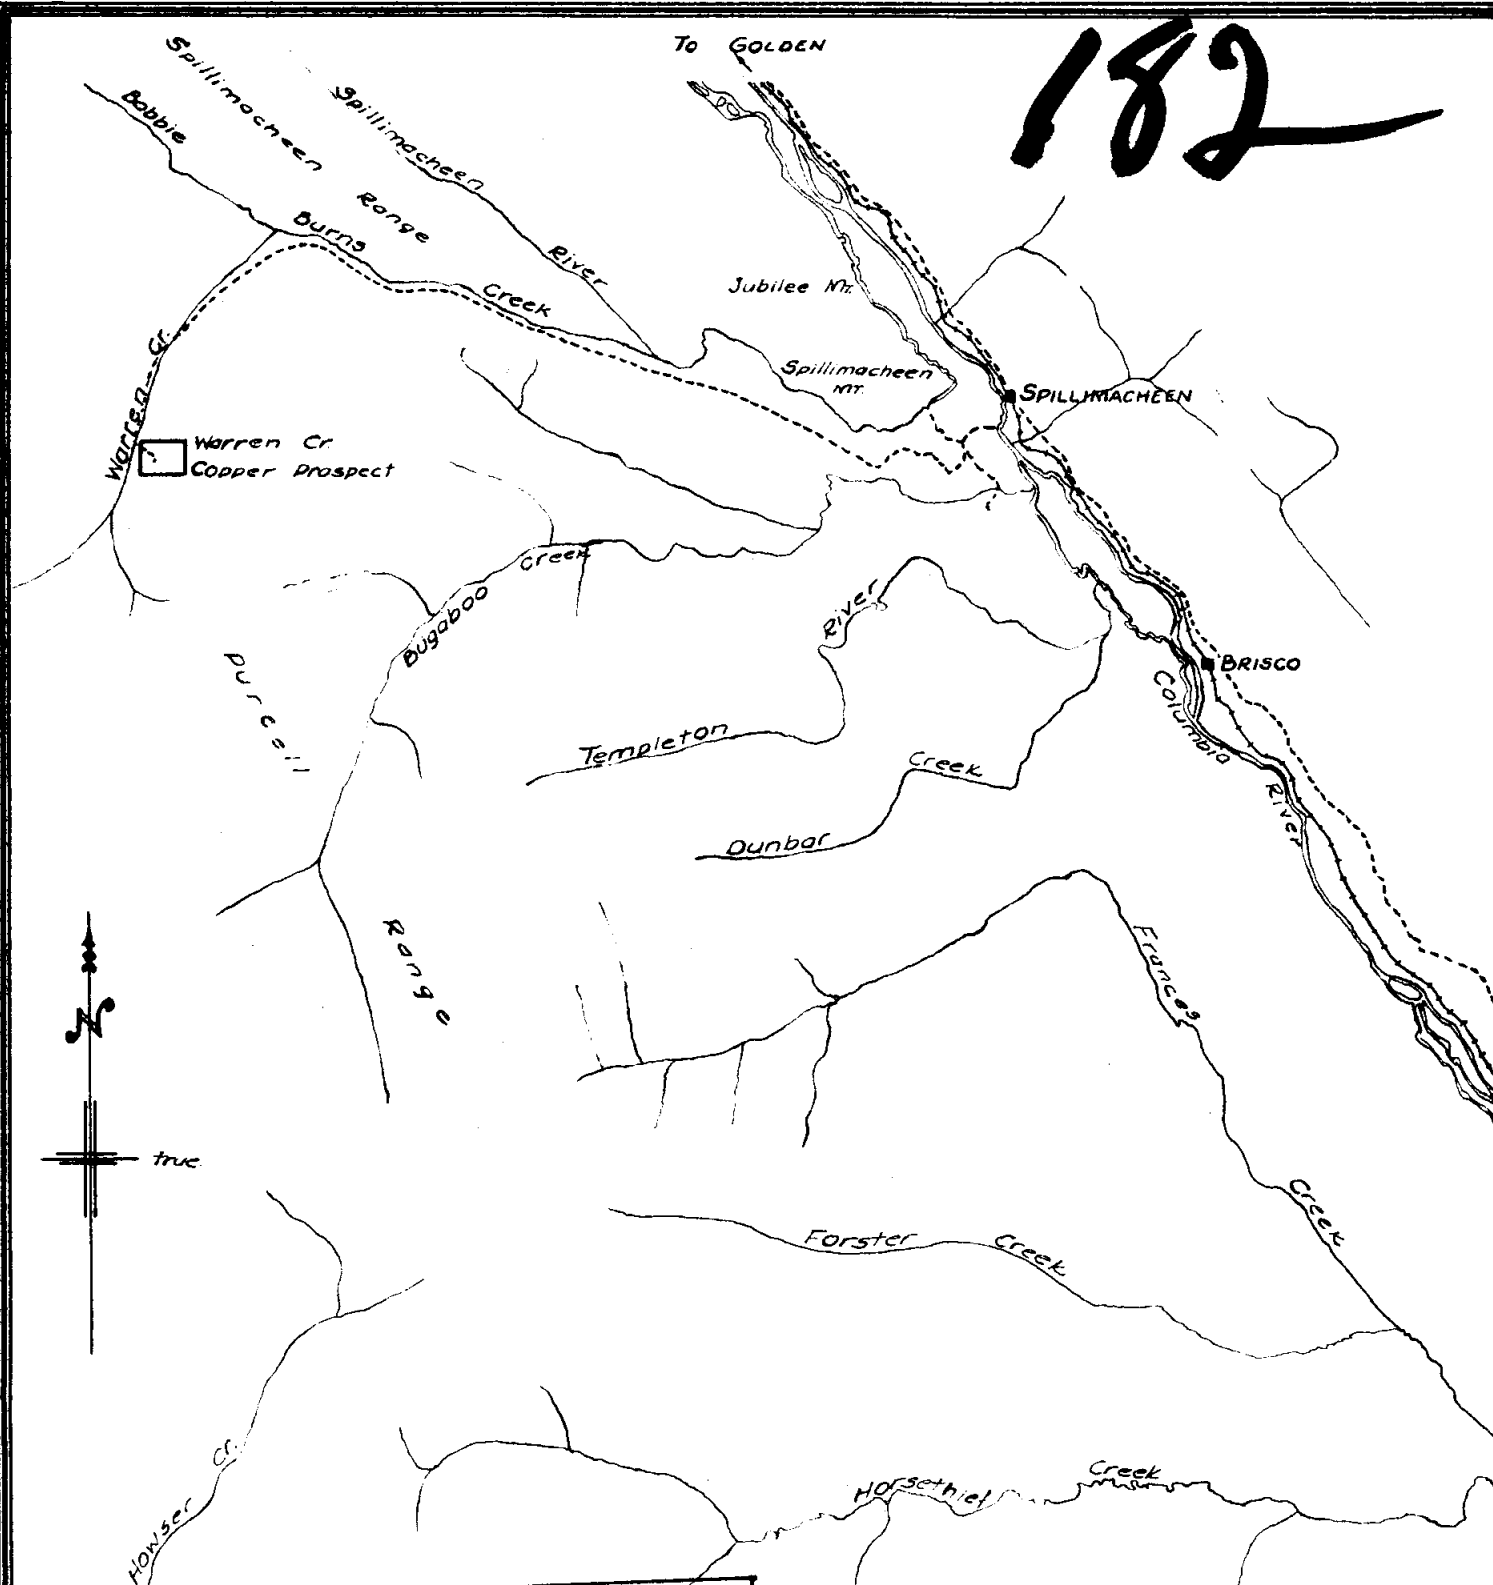 182
To GOLDEN
Spillimacheen Range
Spillimacheen River
Bobbie Burns Creek
Jubilee Mt.
Spillimacheen
Mt.
SPILLIMACHEEN
Warren Cr.
Warren Cr.
Copper Prospect
Bugaboo Creek
Templeton River
BRISCO
Columbia River
Purcell Range
Dunbar Creek
Frances Creek
N
true
Forster Creek
Howser Cr.
Horsethief Creek